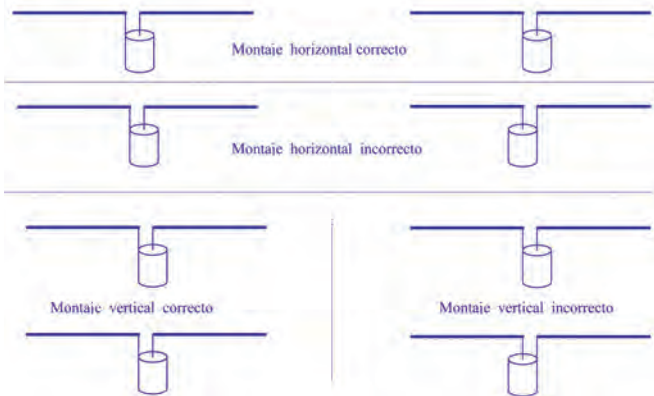 Montaje horizontal correcto
Montaje horizontal incorrecto
Montaje vertical correcto
Montaje vertical incorrecto